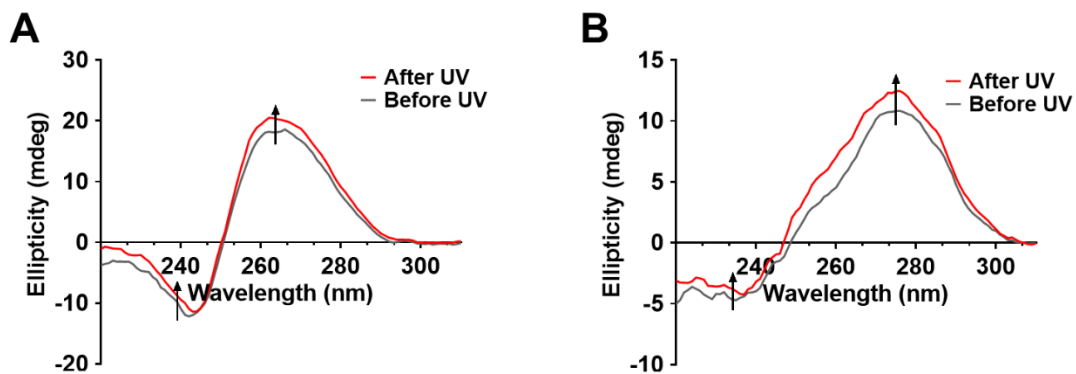 A
Ellipticity (mdeg)
30
20
10
0
-10
-20
240
260
280
300
Wavelength (nm)
After UV
Before UV
B
Ellipticity (mdeg)
15
10
5
0
-5
-10
240
260
280
300
Wavelength (nm)
After UV
Before UV